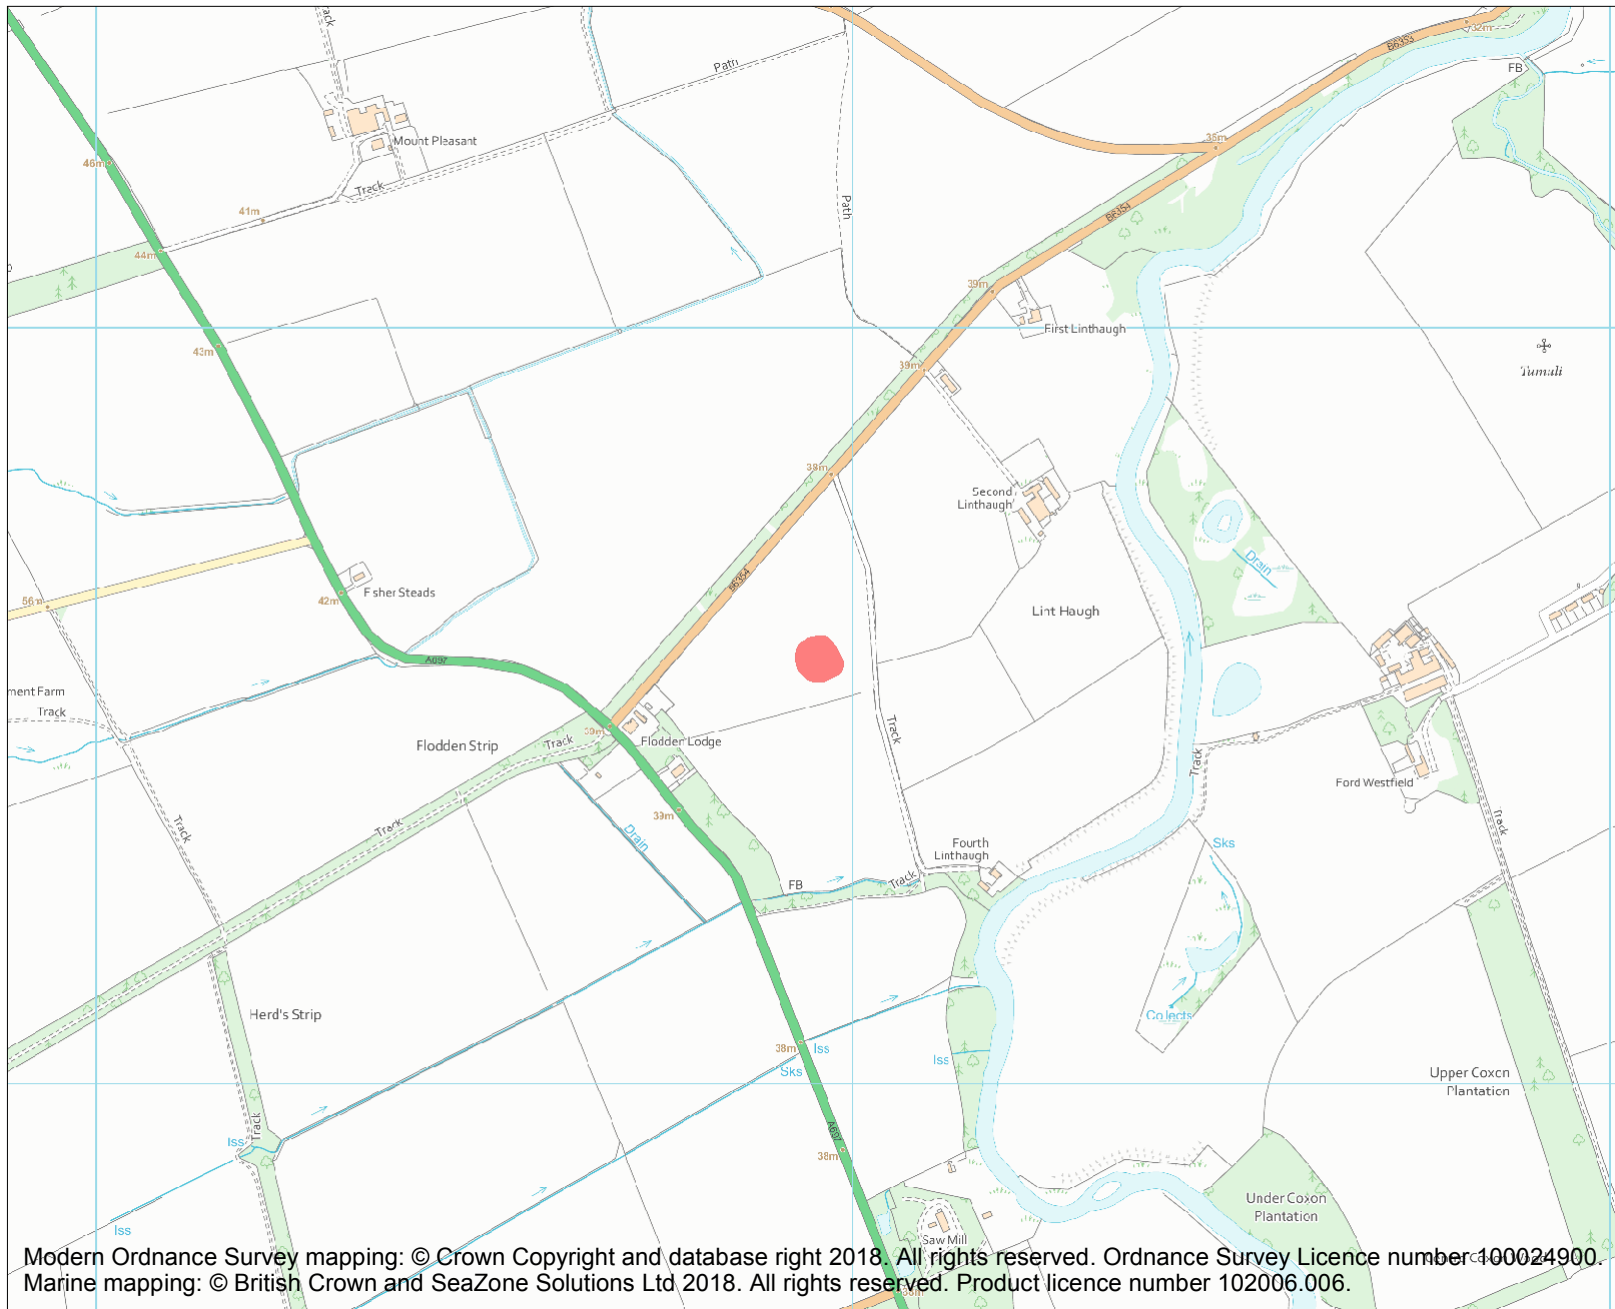 Track
Path
B6353
32m
FB
Mount Pleasant
46m
35m
Track
41m
Path
B6354
44m
39m
First Linthaugh
43m
39m
Tumuli
38m
Second
Linthaugh
Drain
B6354
Fisher Steads
56m
42m
Lint Haugh
A697
ment Farm
Track
Track
Flodden Strip
Track
39m
Flodden Lodge
Track
Ford Westfield
39m
Track
Track
Drain
Track
Fourth
Linthaugh
Sks
FB
Track
Herd's Strip
Collects
38m
Iss
Iss
Sks
Upper Coxon
Plantation
Track
Iss
A697
38m
Iss
Under Coxon
Plantation
Saw Mill
Modern Ordnance Survey mapping: © Crown Copyright and database right 2018. All rights reserved. Ordnance Survey Licence number 100024900.
Marine mapping: © British Crown and SeaZone Solutions Ltd 2018. All rights reserved. Product licence number 102006.006.